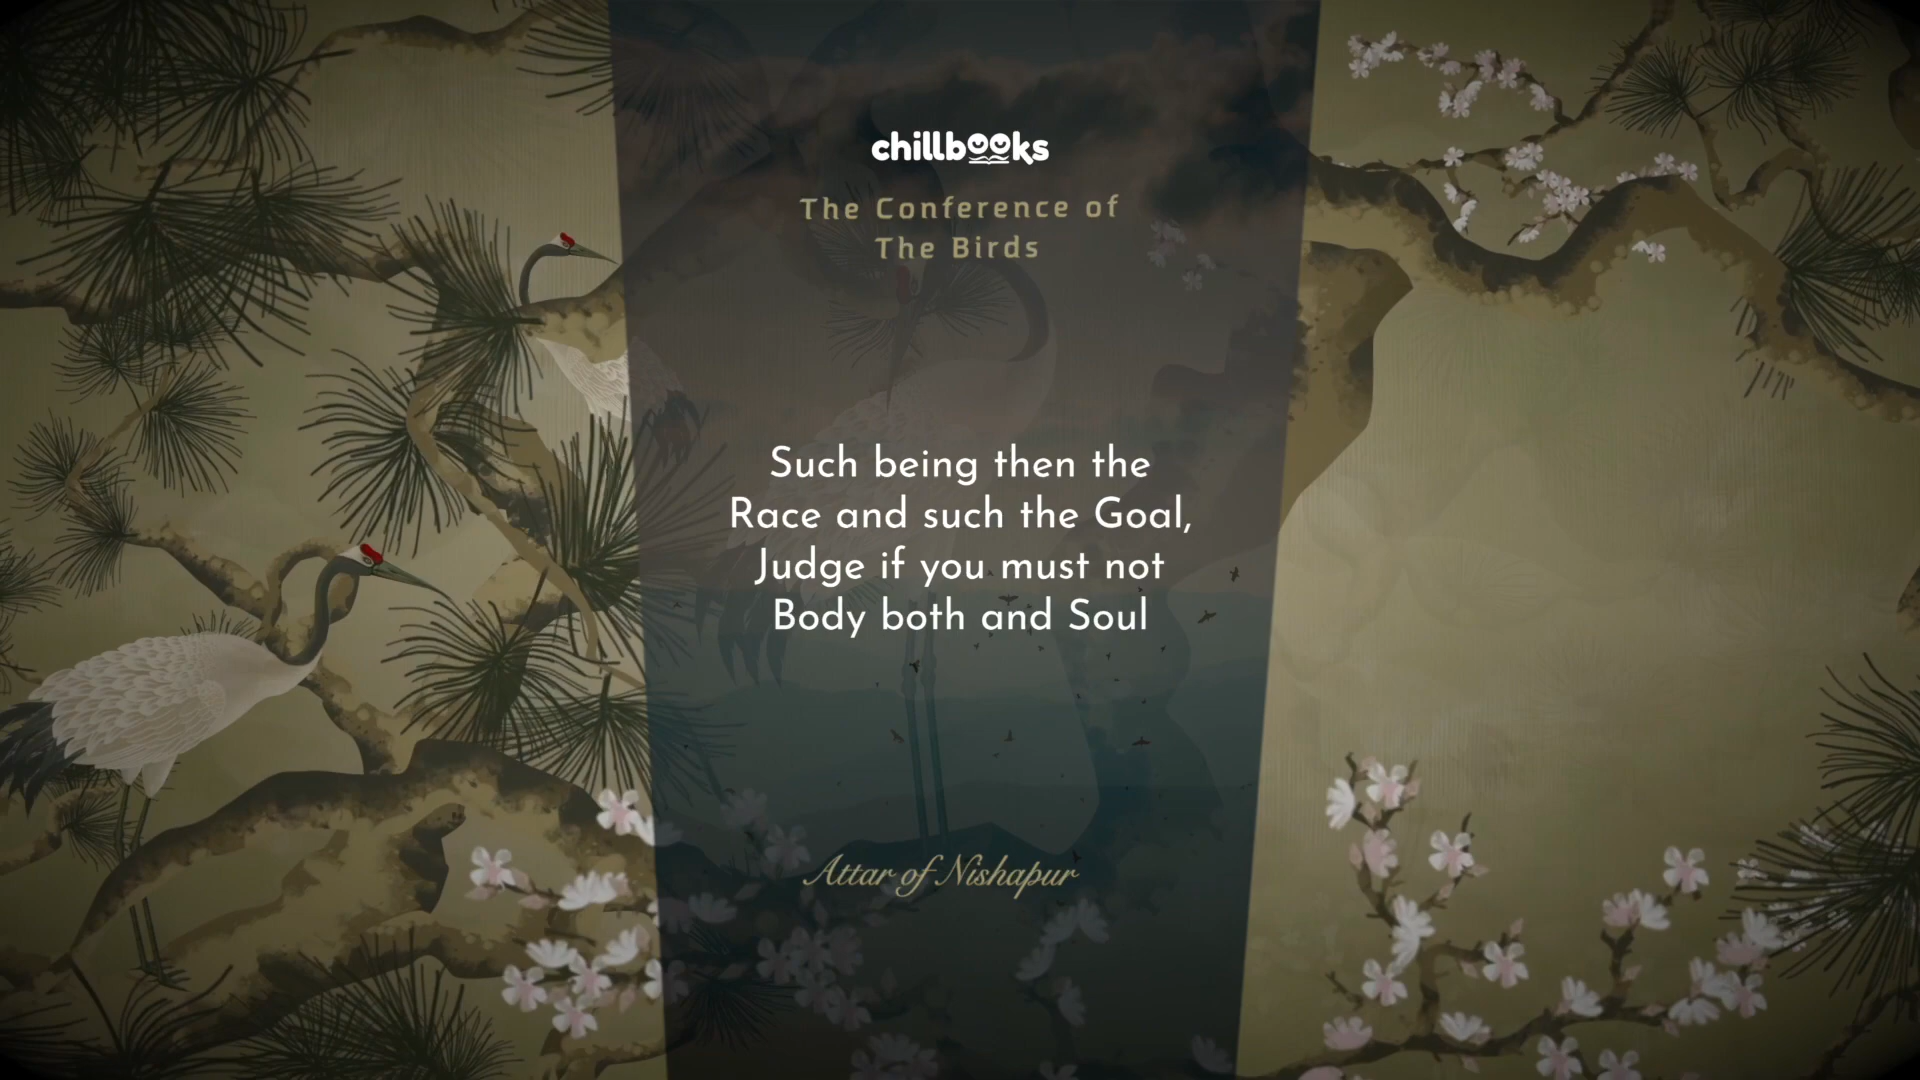 chillbooks
The Conference of
The Birds
Such being then the
Race and such the Goal,
Judge if you must not
Body both and Soul
Attar of Nishapur